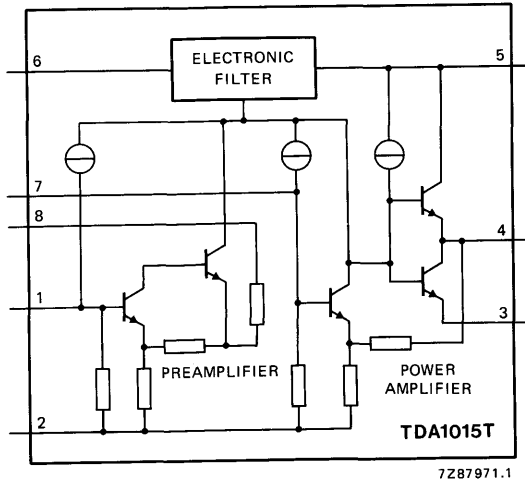 6
ELECTRONIC
FILTER
5
7
8
4
1
3
PREAMPLIFIER
POWER
AMPLIFIER
2
TDA1015T
7Z87971.1